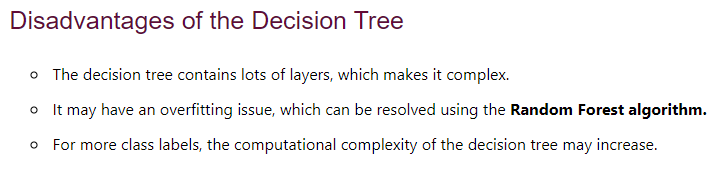 Disadvantages of the Decision Tree
The decision tree contains lots of layers, which makes it complex.
It may have an overfitting issue, which can be resolved using the Random Forest algorithm.
For more class labels, the computational complexity of the decision tree may increase.